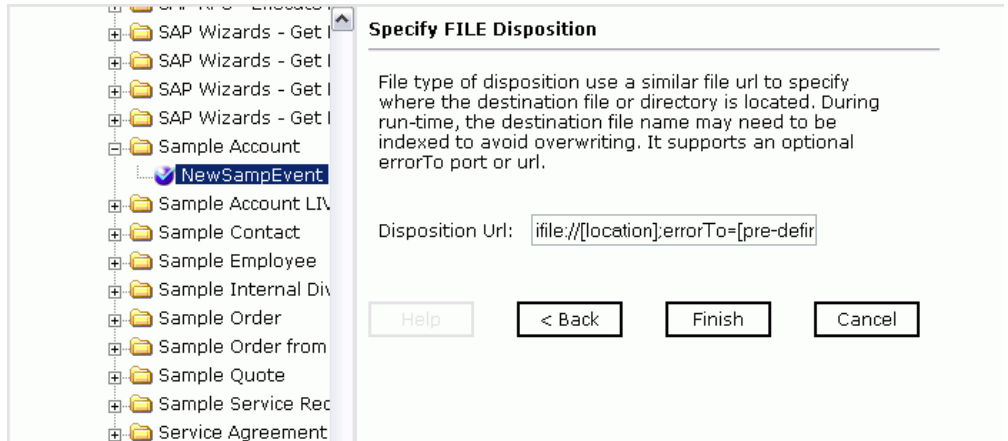 SAP Wizards - Get
SAP Wizards - Get
SAP Wizards - Get
SAP Wizards - Get
Sample Account
NewSampEvent
Sample Account
Sample Contact
Sample Employee
Sample Internal
Sample Order
Sample Order from
Sample Quote
Sample Service
Service Agreement
Specify FILE Disposition
File type of disposition use a similar file url to specify
where the destination file or directory is located. During
run-time, the destination file name may need to be
indexed to avoid overwriting. It supports an optional
errorTo port or url.
Disposition Url: ifile://[location];errorTo=[pre-defir
Help < Back Finish Cancel